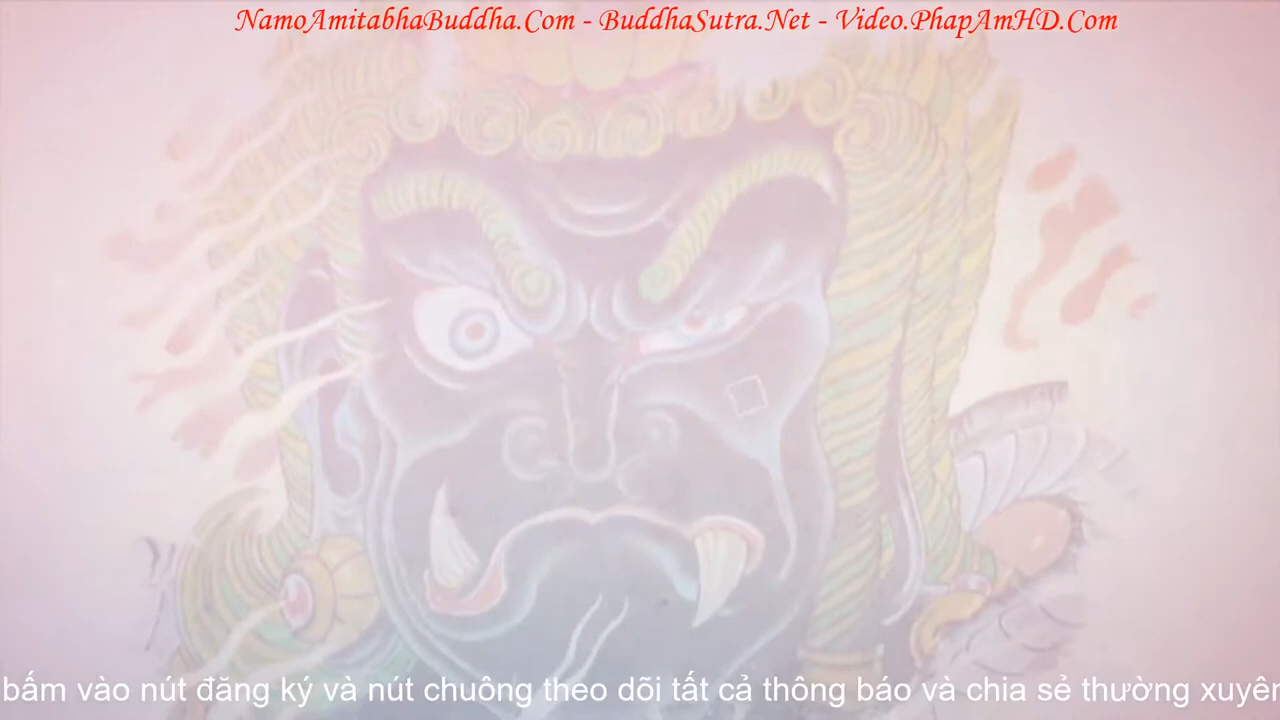 NamoAmitabhaBuddha.Com - BuddhaSutra.Net - Video.PhapAmHD.Com
bấm vào nút đăng ký và nút chuông theo dõi tất cả thông báo và chia sẻ thường xuyên